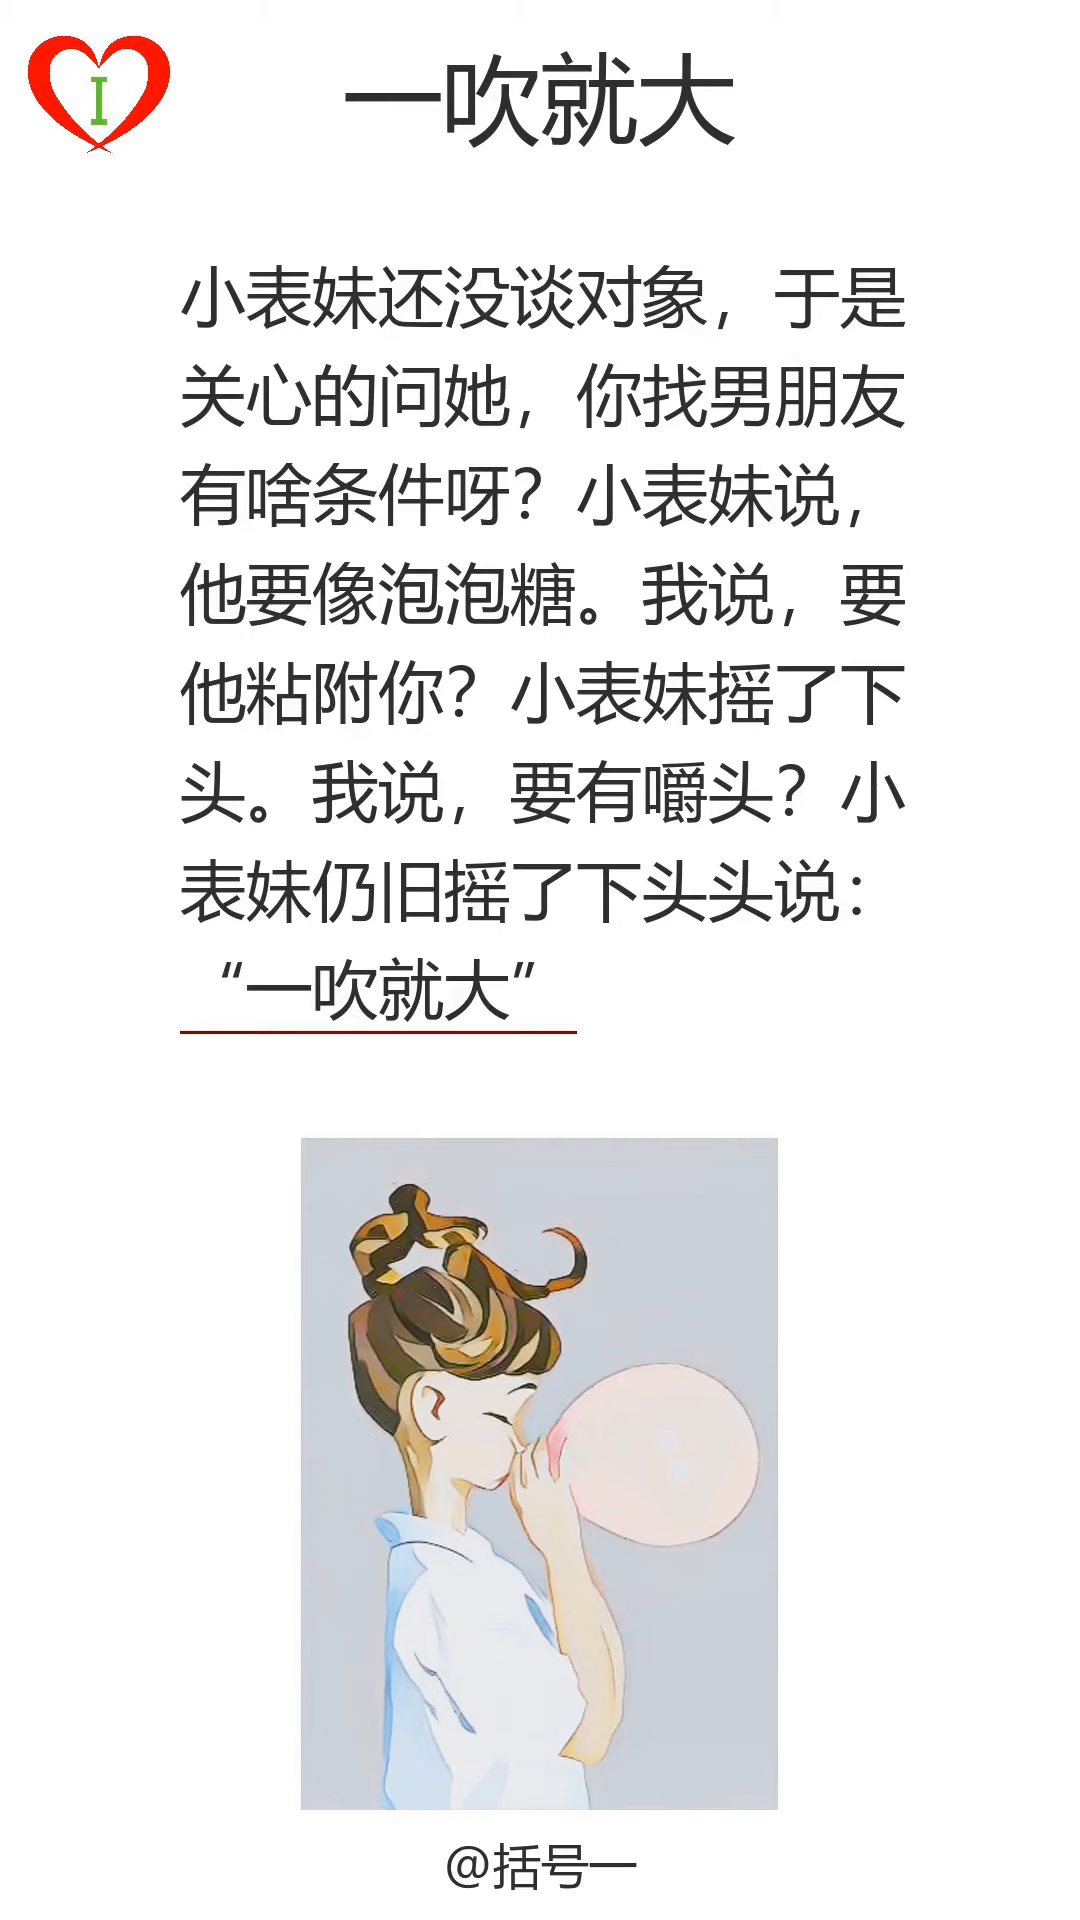 I
一吹就大
小表妹还没谈对象，于是
关心的问她，你找男朋友
有啥条件呀？小表妹说，
他要像泡泡糖。我说，要
他粘附你？小表妹摇了下
头。我说，要有嚼头？小
表妹仍旧摇了下头头说：
“一吹就大”
@括号一